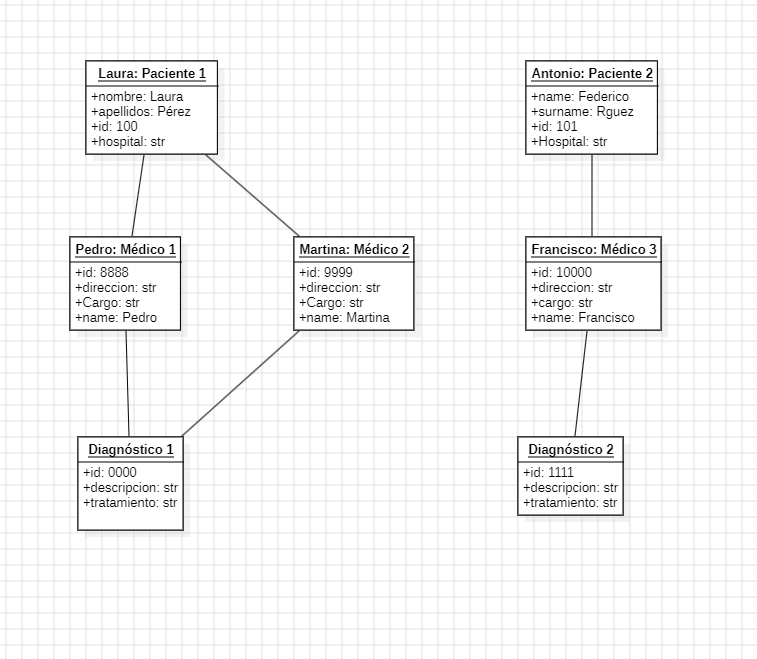 Laura: Paciente 1
+nombre: Laura
+apellidos: Pérez
+id: 100
+hospital: str
Antonio: Paciente 2
+name: Federico
+surname: Rguez
+id: 101
+Hospital: str
Pedro: Médico 1
+id: 8888
+direccion: str
+Cargo: str
+name: Pedro
Martina: Médico 2
+id: 9999
+direccion: str
+Cargo: str
+name: Martina
Francisco: Médico 3
+id: 10000
+direccion: str
+cargo: str
+name: Francisco
Diagnóstico 1
+id: 0000
+descripcion: str
+tratamiento: str
Diagnóstico 2
+id: 1111
+descripcion: str
+tratamiento: str